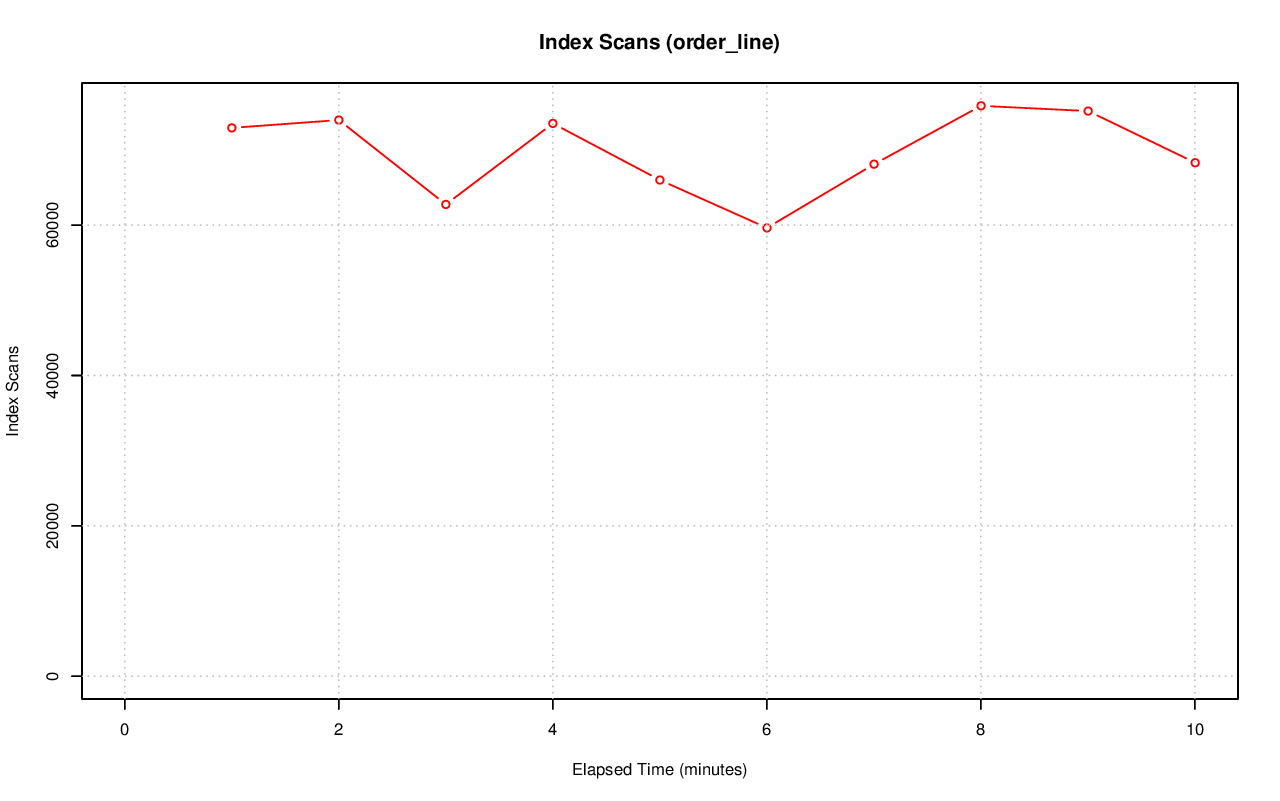 Index Scans (order_line)
Index Scans
60000
40000
20000
0
0 2 4 6 8 10
Elapsed Time (minutes)